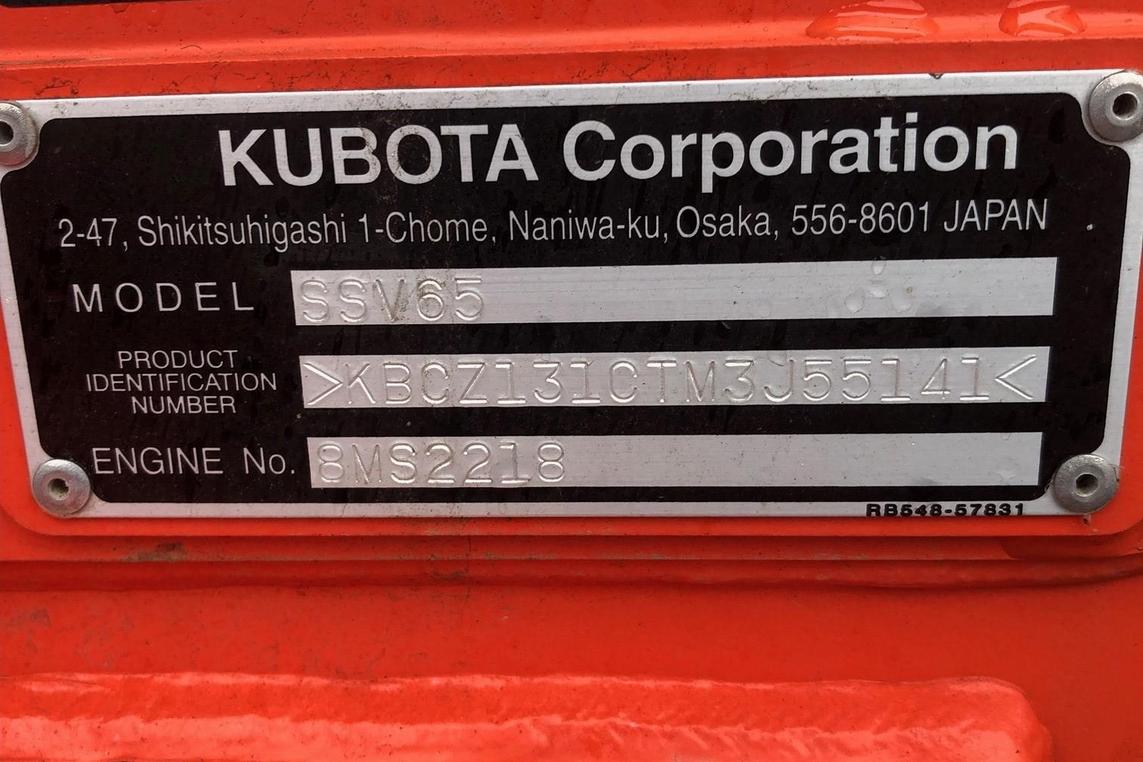 KUBOTA Corporation
2-47, Shikitsuhigashi 1-Chome, Naniwa-ku, Osaka, 556-8601 JAPAN
MODEL SSV65
PRODUCT
IDENTIFICATION
NUMBER
>KBCZ131CTM3J55141<
ENGINE No. 8MS2218
RB548-57831